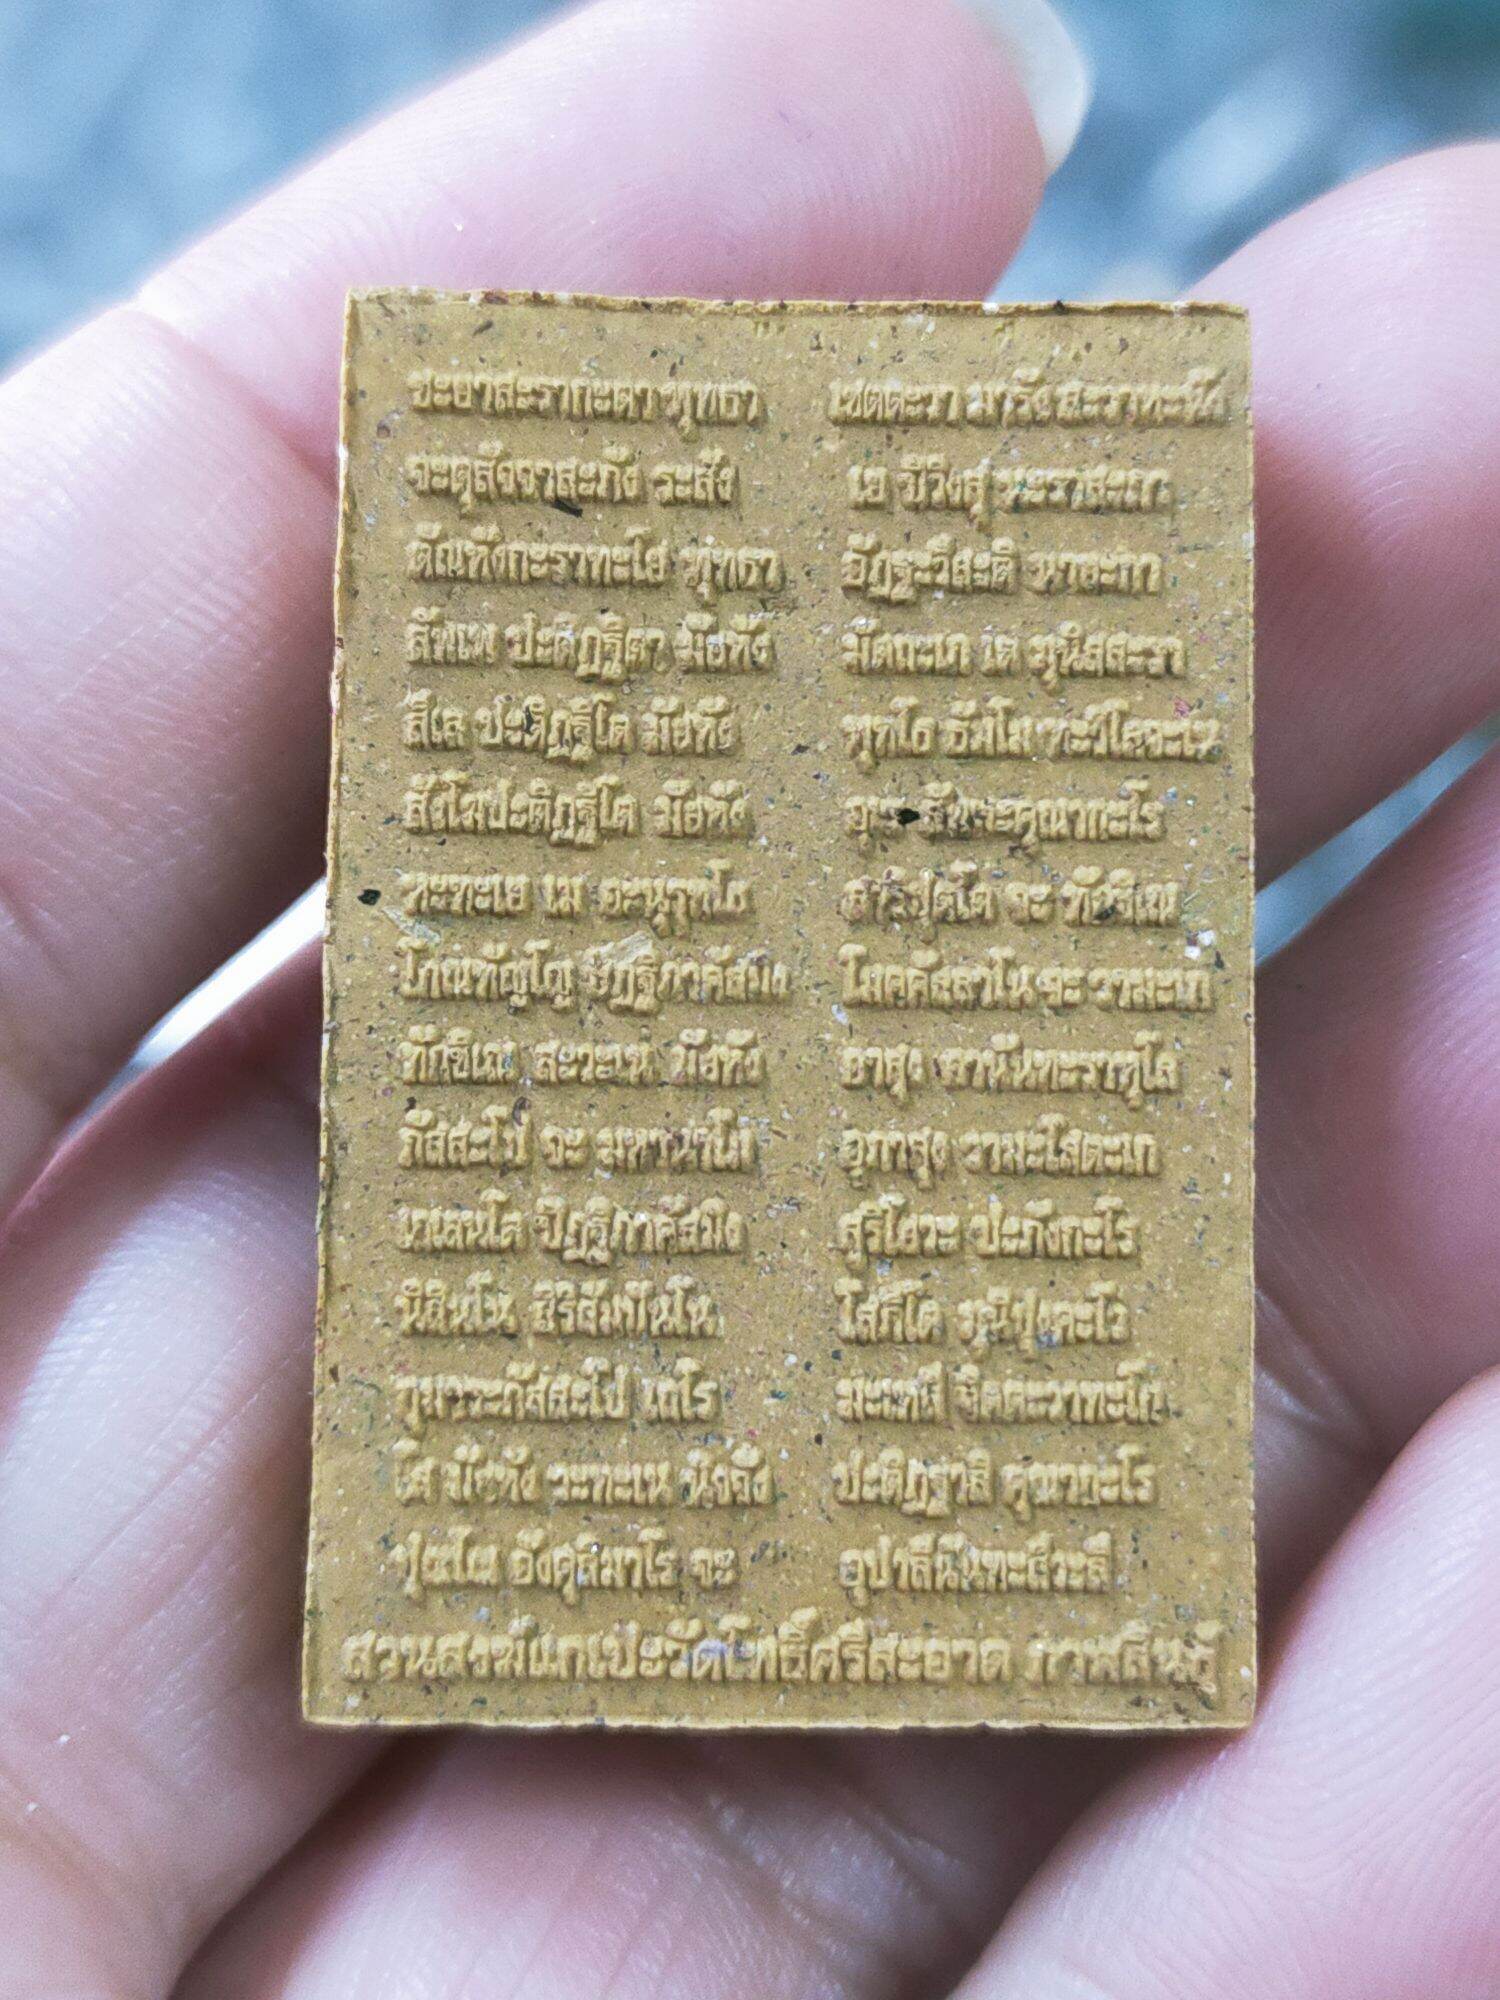 ชะยาสะรากะตา พุทธา เชตตะวา มารัง สะวาหะนัง
จะตุสัจจาสะภัง ระสัง เย ปิวิงสุ นะราสะภา
ตัณหังกะราทะโย พุทธา อัฏฐะวีสะติ นายะกา
สัพเพ ปะติฏฐิตา มัยหัง มัตถะเก เต มุนิสสะรา
สีเส ปะติฏฐิโต มัยหัง พุทโธ ธัมโม ทะวิโลจะเน
สังโฆปะติฏฐิโต มัยหัง อุเร สัพพะคุณากะโร
หะทะเย เม อะนุรุทโธ สารีปุตโต จะ ทักขิเณ
โกณฑัญโญ ปิฏฐิภาคัสมิง โมคคัลลาโน จะ วามะเก
ทักขิเณ สะวะเน มัยหัง อาสุง อานันทะราหุโล
กัสสะโป จะ มหานาโม อุภาสุง วามะโสตะเก
เกเสนโต ปิฏฐิภาคัสมิง สุริโยวะ ปะภังกะโร
นิสินโน สิริสัมปันโน โสภิโต มุนิปุงคะโว
กุมาระกัสสะโป เถโร มะเหสี จิตตะวาทะโก
โส มัยหัง วะทะเน นิจจัง ปะติฏฐาสิ คุณากะโร
ปุณโณ อังคุลิมาโร จะ อุปาลีนันทะสีวะลี
สวนสงฆ์แกเปะวัดโพธิ์ศรีสะอาด กาฬสินธุ์